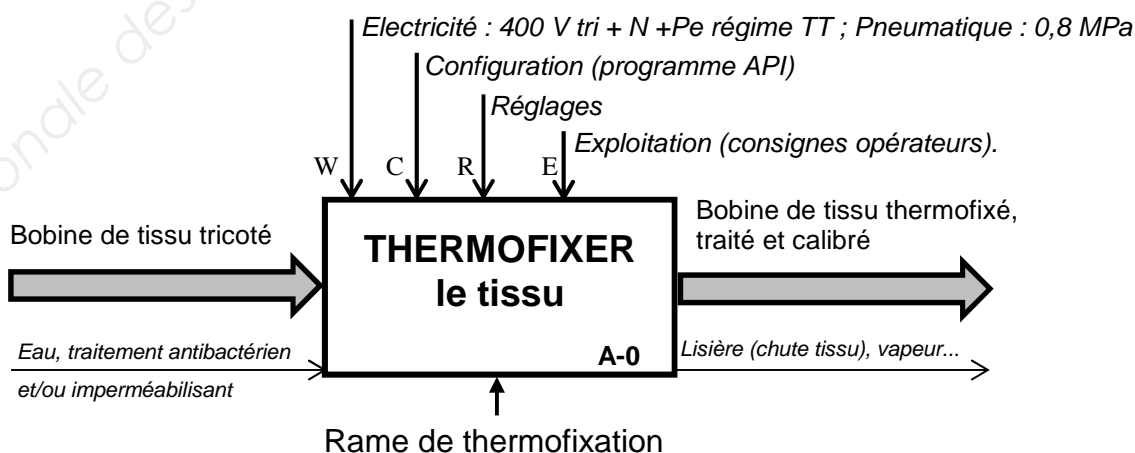 onale des
Electricité : 400 V tri + N +Pe régime TT ; Pneumatique : 0,8 MPa
Configuration (programme API)
Réglages
Exploitation (consignes opérateurs).
W C R E
Bobine de tissu tricoté
THERMOFIXER
le tissu
A-0
Bobine de tissu thermofixé,
traité et calibré
Eau, traitement antibactérien
et/ou imperméabilisant
Lisière (chute tissu), vapeur...
Rame de thermofixation